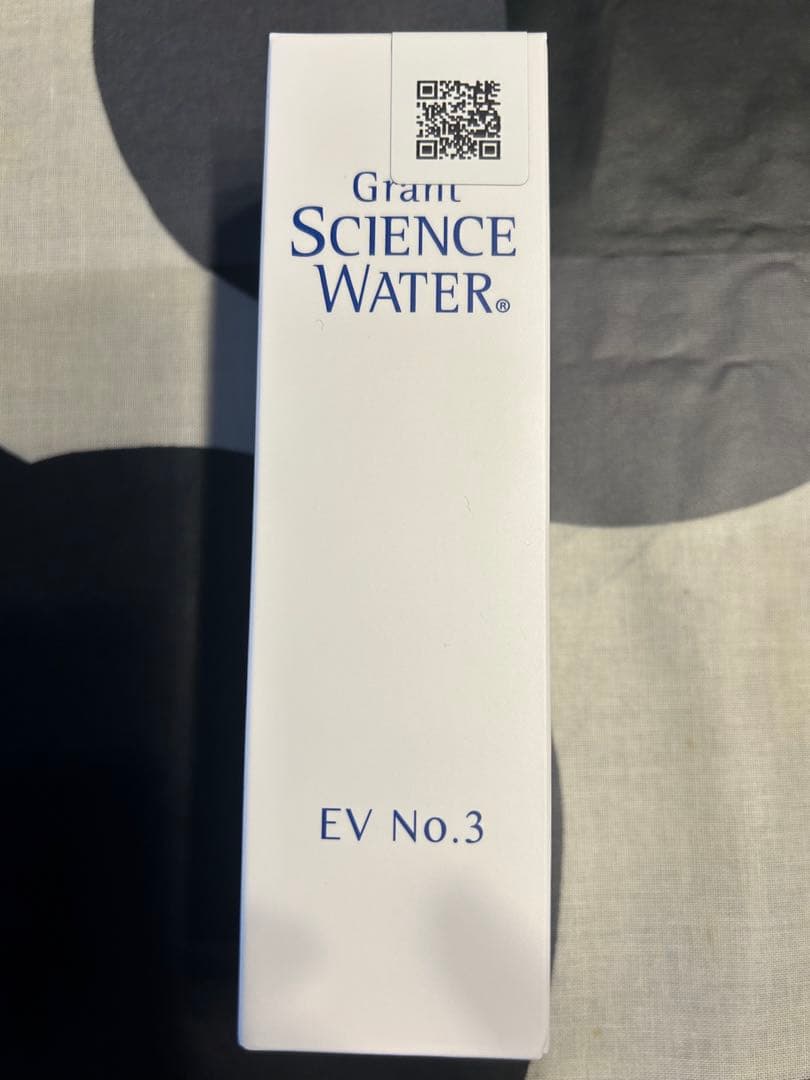 Grant
SCIENCE
WATER®
EV No.3